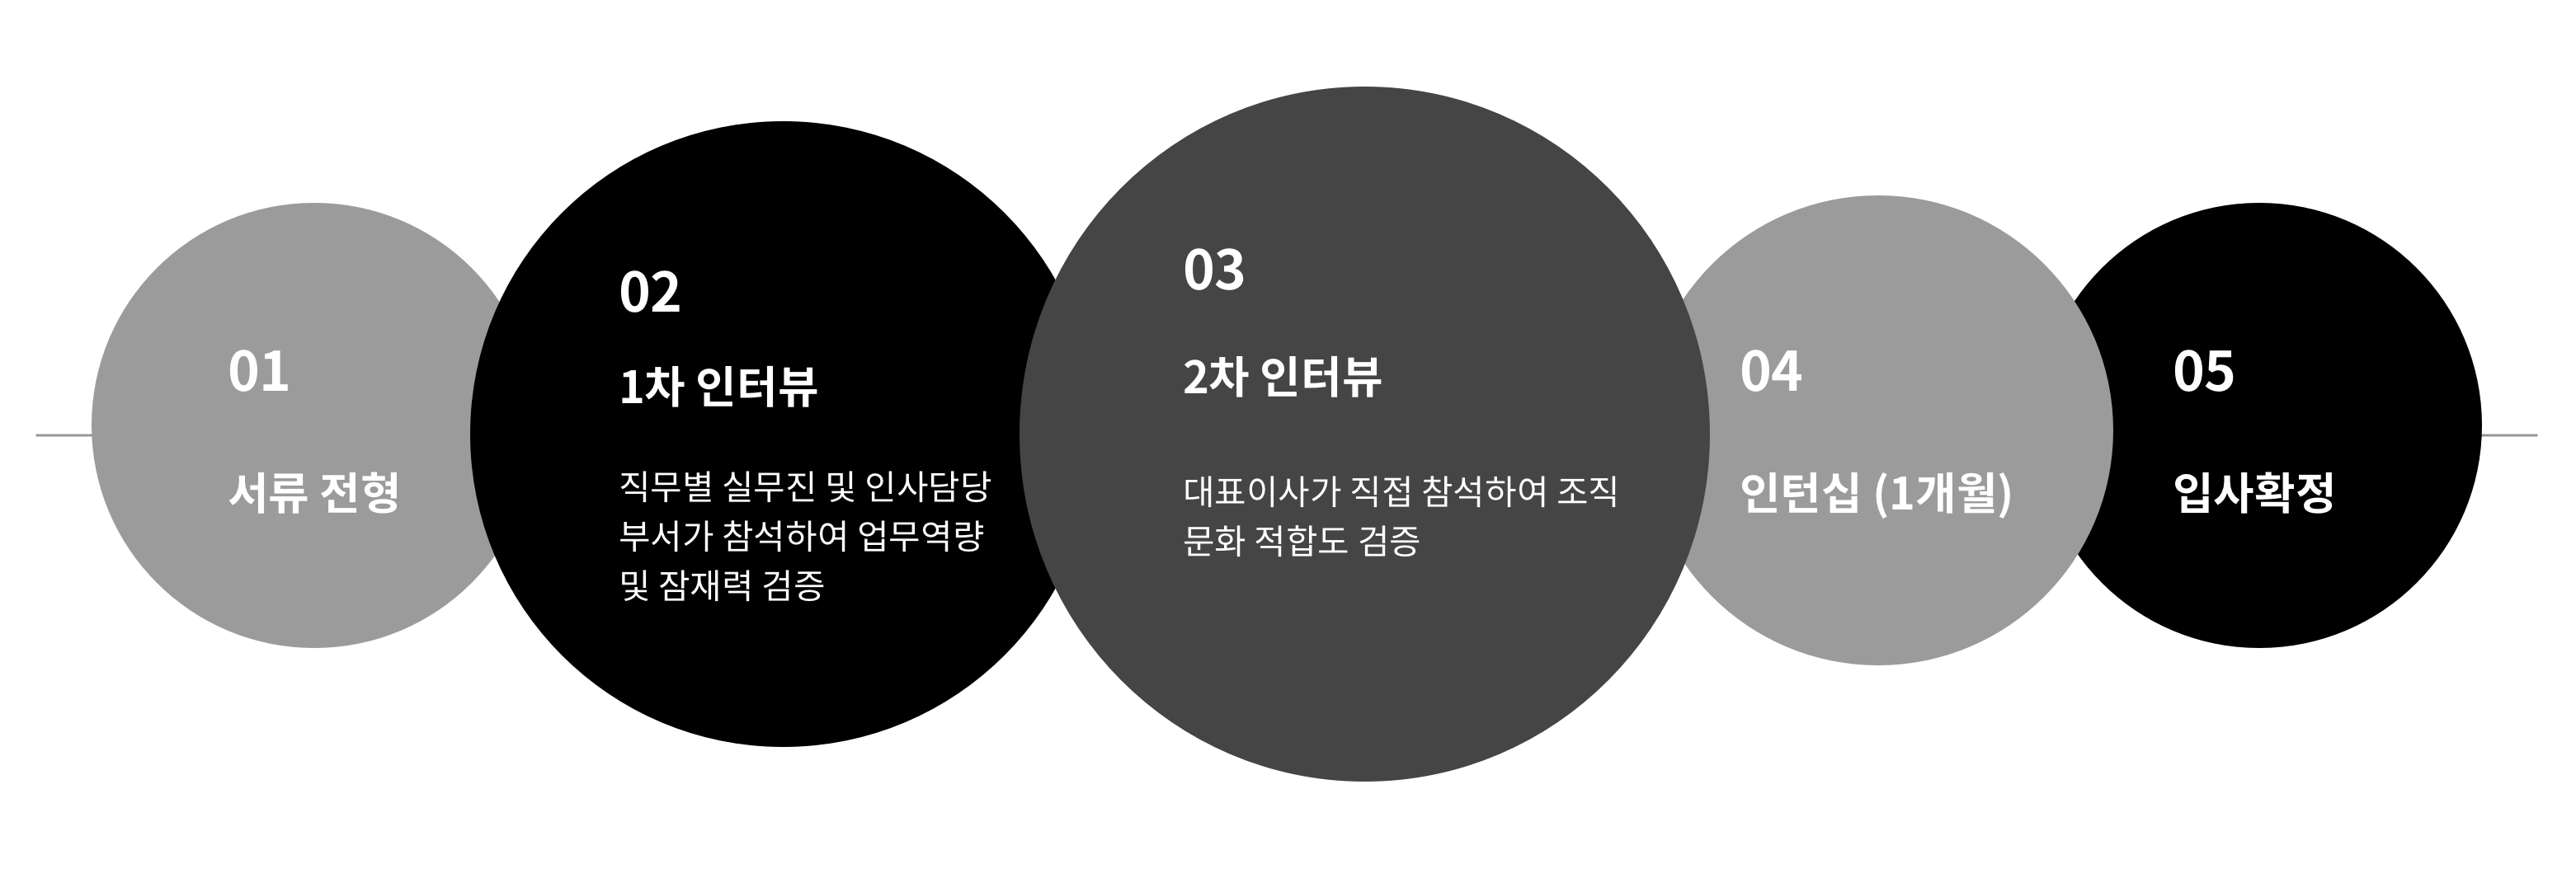 01
서류 전형
02
1차 인터뷰
직무별 실무진 및 인사담당
부서가 참석하여 업무역량
및 잠재력 검증
03
2차 인터뷰
대표이사가 직접 참석하여 조직
문화 적합도 검증
04
인턴십 (1개월)
05
입사확정